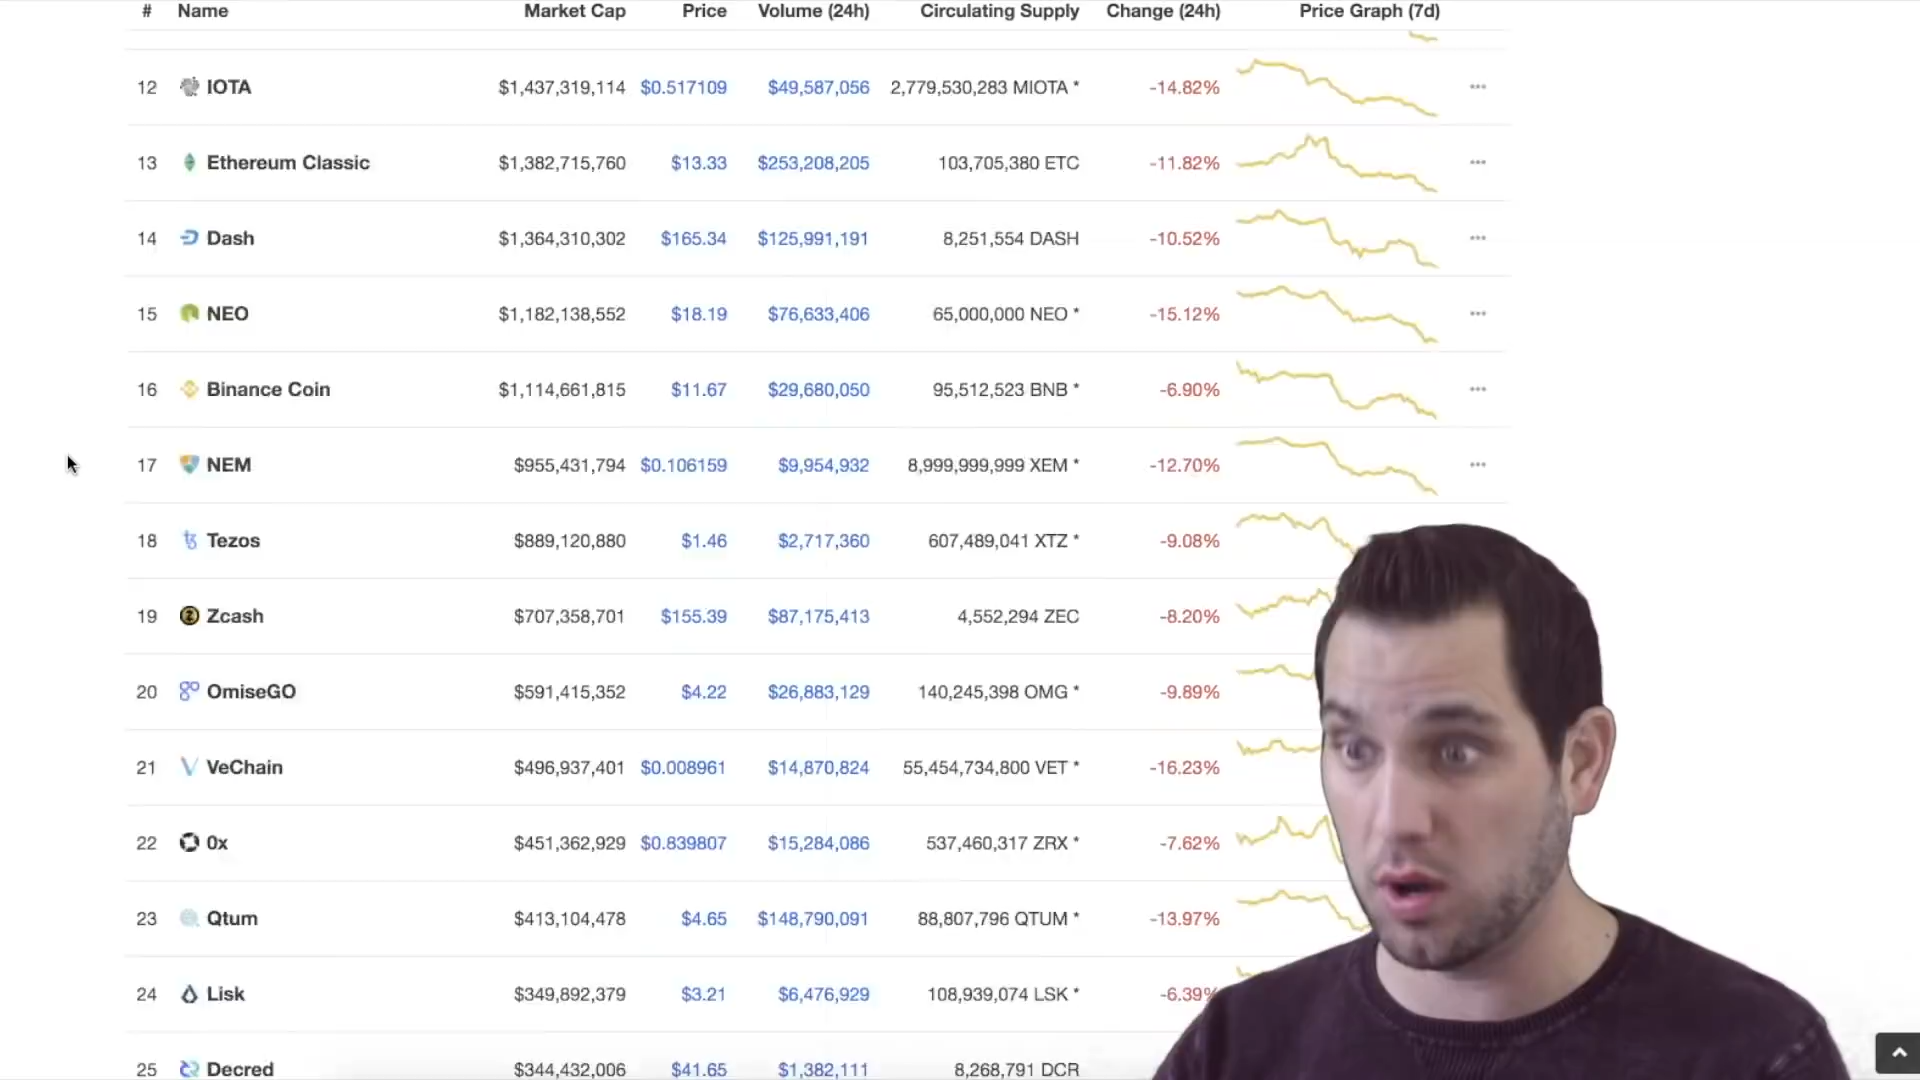 # Name Market Cap Price Volume (24h) Circulating Supply Change (24h) Price Graph (7d)
12 IOTA $1,437,319,114 $0.517109 $49,587,056 2,779,530,283 MIOTA * -14.82%
13 Ethereum Classic $1,382,715,760 $13.33 $253,208,205 103,705,380 ETC -11.82%
14 Dash $1,364,310,302 $165.34 $125,991,191 8,251,554 DASH -10.52%
15 NEO $1,182,138,552 $18.19 $76,633,406 65,000,000 NEO * -15.12%
16 Binance Coin $1,114,661,815 $11.67 $29,680,050 95,512,523 BNB * -6.90%
17 NEM $955,431,794 $0.106159 $9,954,932 8,999,999,999 XEM * -12.70%
18 Tezos $889,120,880 $1.46 $2,717,360 607,489,041 XTZ * -9.08%
19 Zcash $707,358,701 $155.39 $87,175,413 4,552,294 ZEC -8.20%
20 OmiseGO $591,415,352 $4.22 $26,883,129 140,245,398 OMG * -9.89%
21 VeChain $496,937,401 $0.008961 $14,870,824 55,454,734,800 VET * -16.23%
22 0x $451,362,929 $0.839807 $15,284,086 537,460,317 ZRX * -7.62%
23 Qtum $413,104,478 $4.65 $148,790,091 88,807,796 QTUM * -13.97%
24 Lisk $349,892,379 $3.21 $6,476,929 108,939,074 LSK * -6.39%
25 Decred $344,432,006 $41.65 $1,382,111 8,268,791 DCR